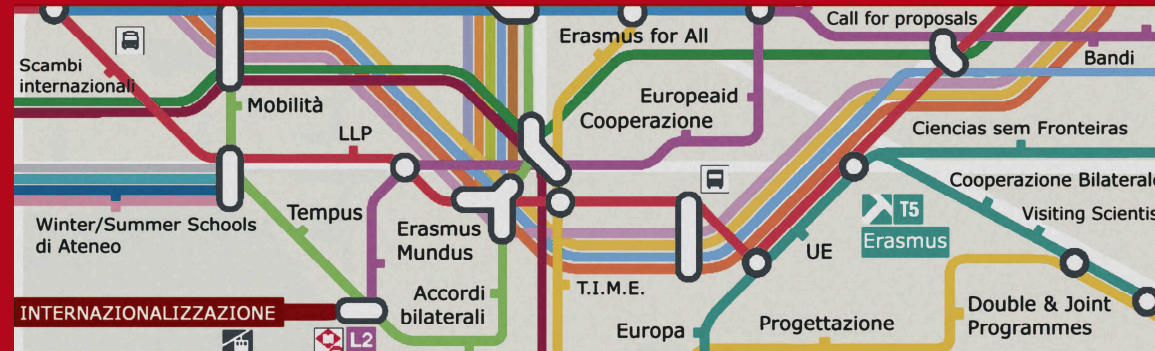 Call for proposals
Erasmus for All
Bandi
Scambi
internazionali
Mobilità
Europeaid
Cooperazione
LLP
Ciencias sem Fronteiras
Cooperazione Bilaterale
Winter/Summer Schools
di Ateneo
Tempus
Erasmus
Mundus
T5
Erasmus
Visiting Scientis
UE
Accordi
bilaterali
T.I.M.E.
INTERNAZIONALIZZAZIONE
L2
Europa
Progettazione
Double & Joint
Programmes